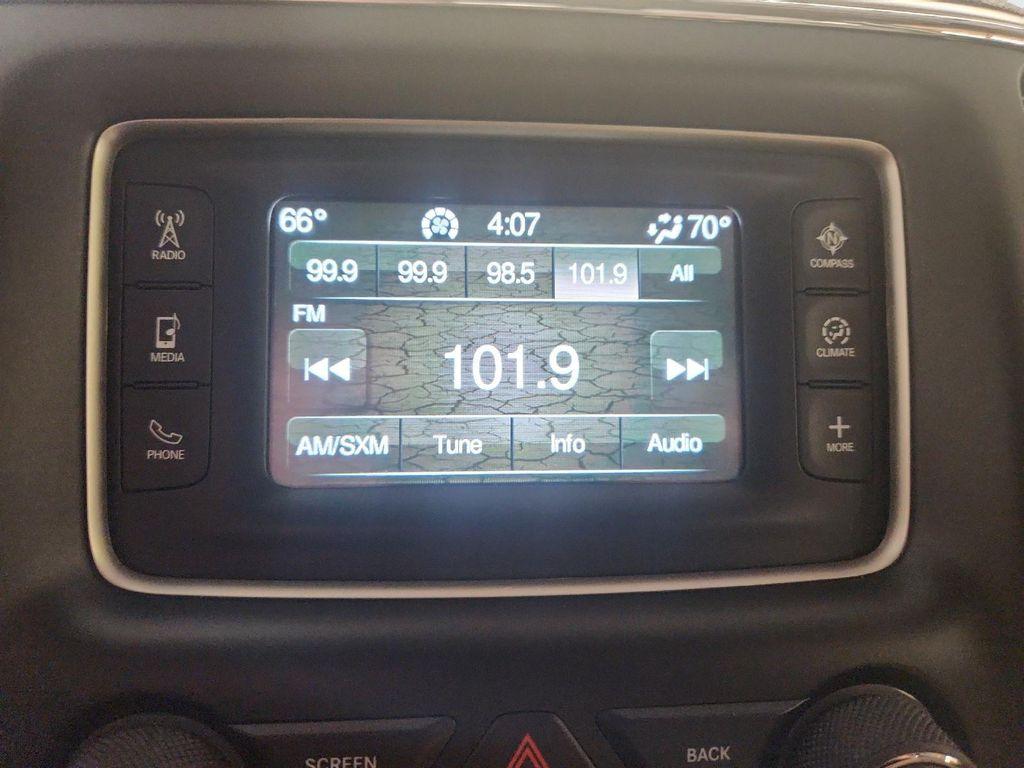 66° 4:07 70°
99.9 99.9 98.5 101.9 All
FM
101.9
AM/SXM Tune Info Audio
RADIO
MEDIA
PHONE
N
COMPASS
CLIMATE
MORE
SCREEN
BACK